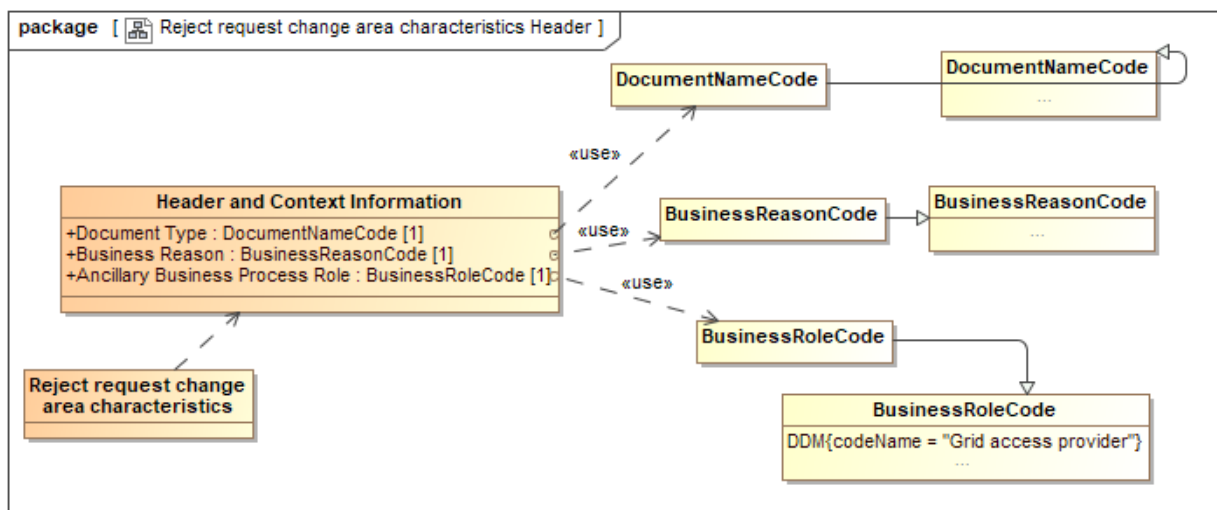 package [ Reject request change area characteristics Header ]
DocumentNameCode
DocumentNameCode
...
«use»
Header and Context Information
+Document Type : DocumentNameCode [1]
+Business Reason : BusinessReasonCode [1]
+Ancillary Business Process Role : BusinessRoleCode [1]
«use»
BusinessReasonCode
BusinessReasonCode
...
«use»
BusinessRoleCode
Reject request change
area characteristics
BusinessRoleCode
DDM{codeName = "Grid access provider"}
...